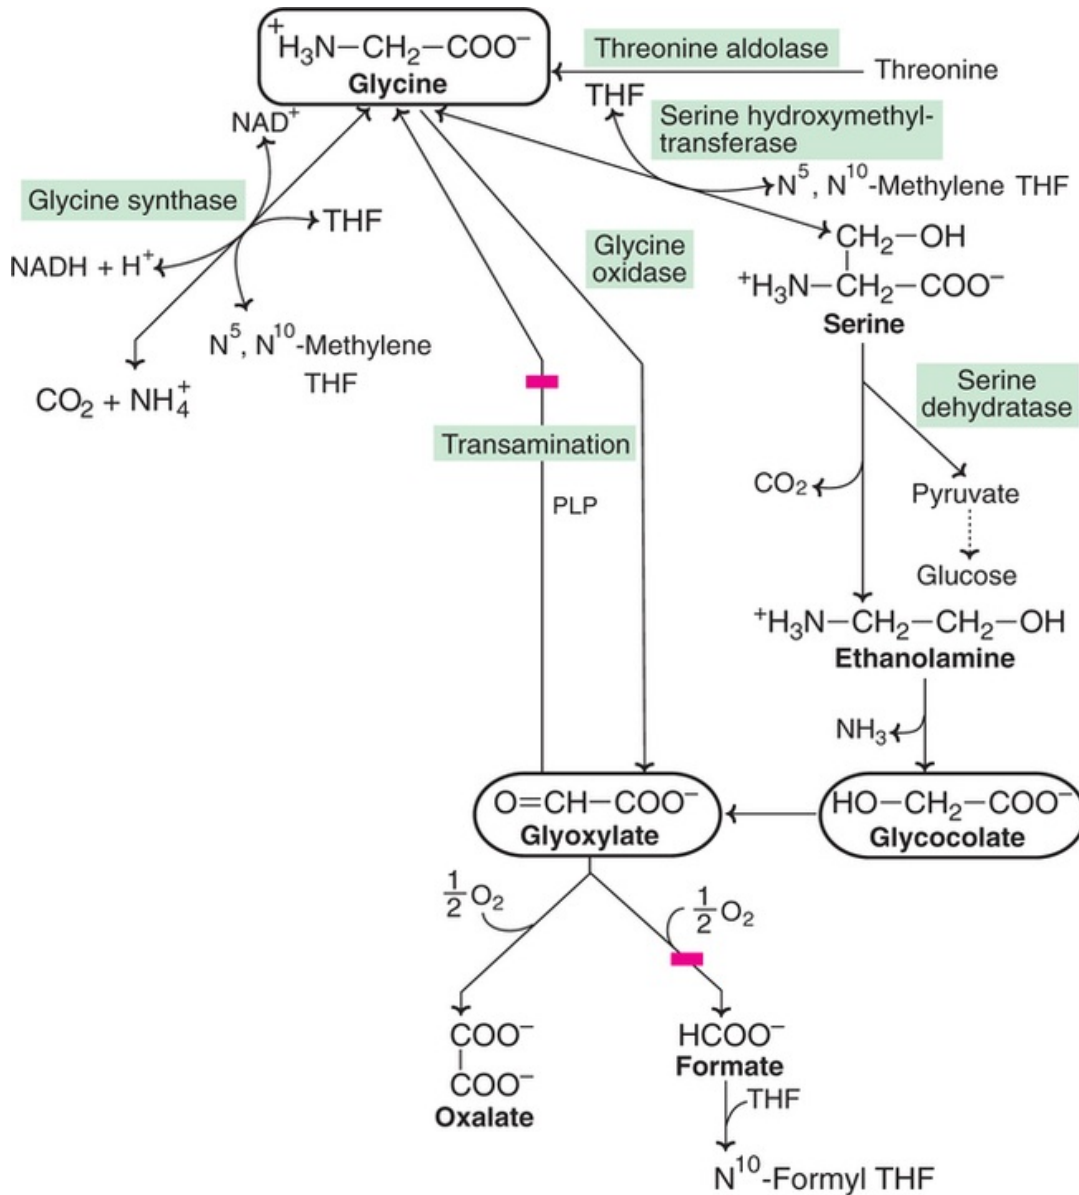 +
H3N–CH2–COO−
Glycine
Threonine aldolase
Threonine
THF
Serine hydroxymethyl-
transferase
N5, N10-Methylene THF
NAD+
Glycine synthase
THF
NADH + H+
N5, N10-Methylene
THF
CO2 + NH4+
Glycine
oxidase
CH2–OH
+H3N–CH2–COO−
Serine
Serine
dehydratase
Transamination
PLP
CO2
Pyruvate
Glucose
+H3N–CH2–CH2–OH
Ethanolamine
NH3
O=CH–COO−
Glyoxylate
HO–CH2–COO−
Glycocolate
1/2 O2
1/2 O2
COO−
COO−
Oxalate
HCOO−
Formate
THF
N10-Formyl THF